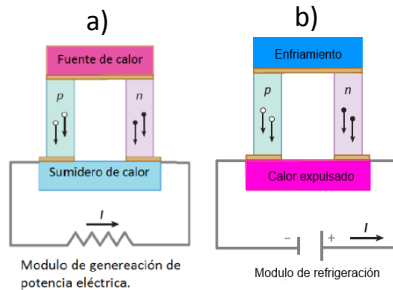 a)
Fuente de calor
p
n
Sumidero de calor
I
Modulo de genereación de
potencia eléctrica.
b)
Enfriamiento
p
n
Calor expulsado
I
− +
Modulo de refrigeración